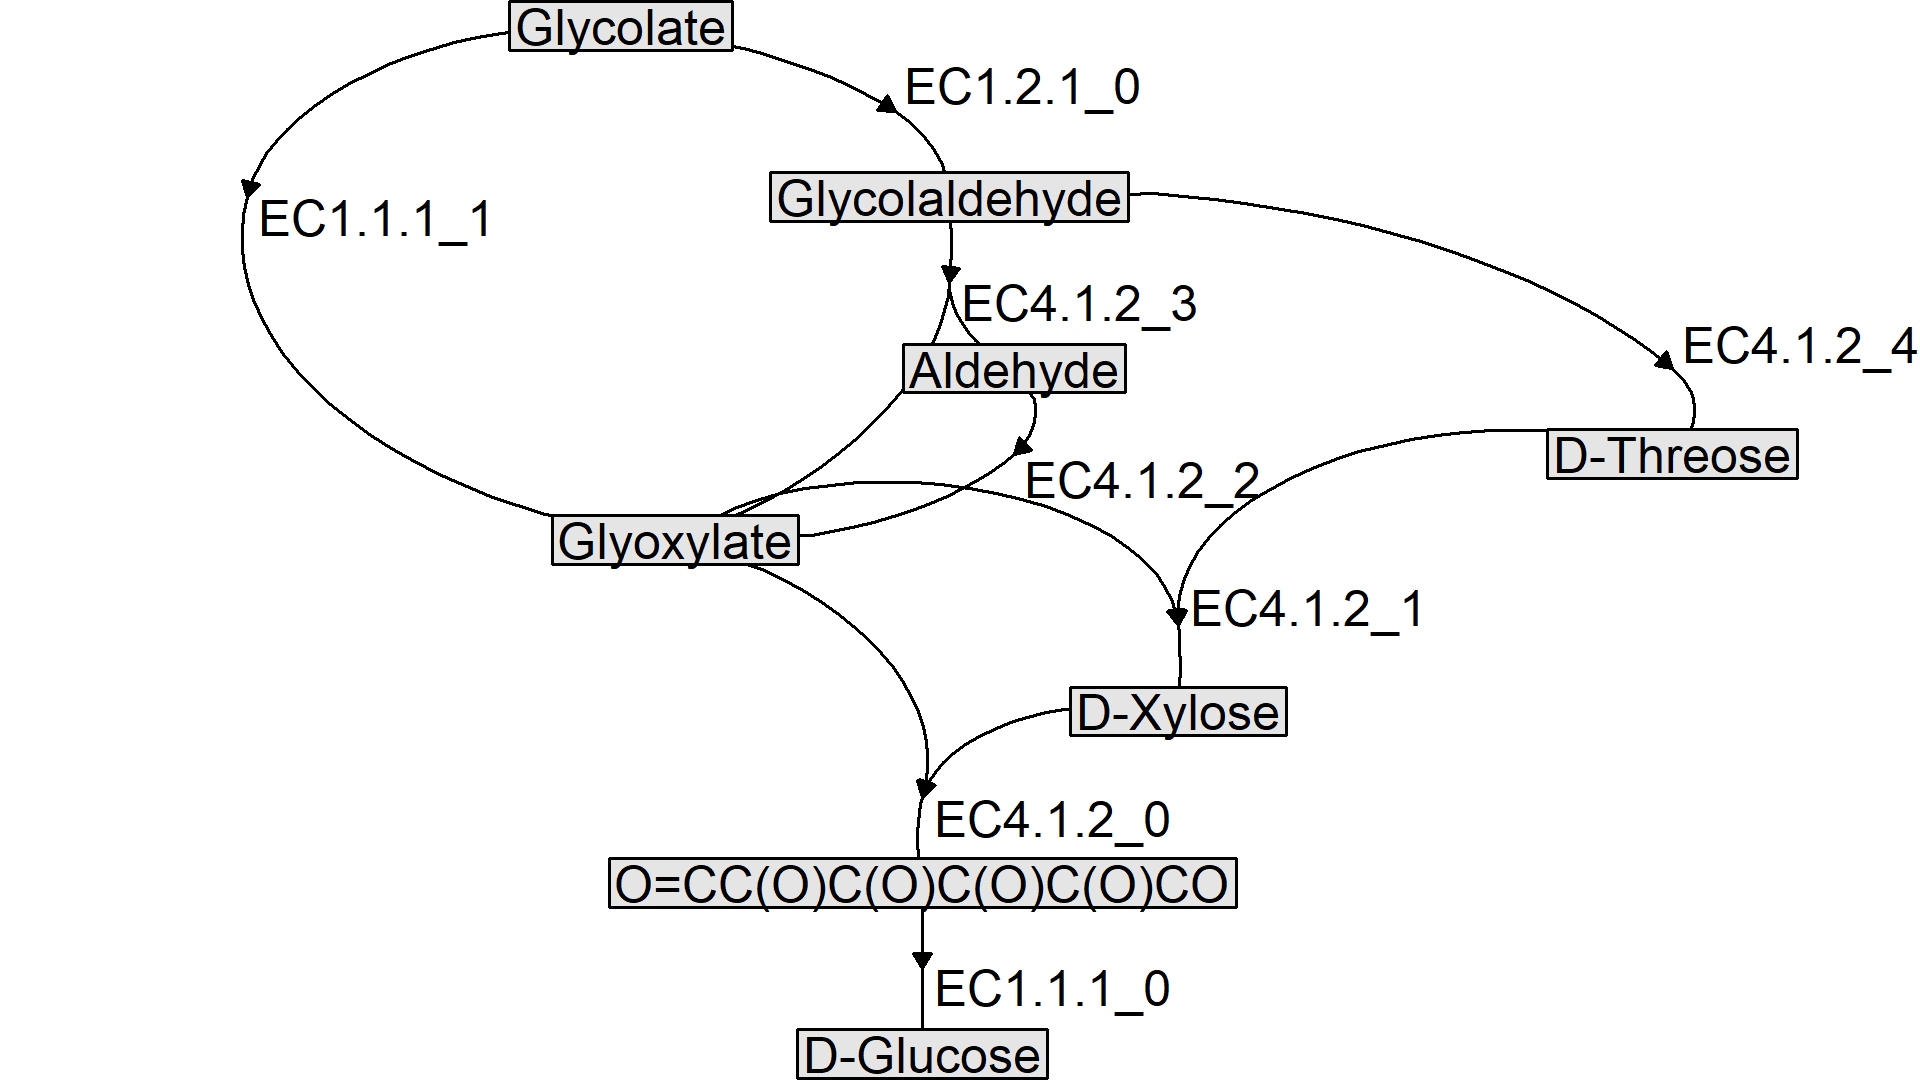 Glycolate
EC1.2.1_0
Glycolaldehyde
EC1.1.1_1
EC4.1.2_3
EC4.1.2_4
Aldehyde
D-Threose
EC4.1.2_2
Glyoxylate
EC4.1.2_1
D-Xylose
EC4.1.2_0
O=CC(O)C(O)C(O)C(O)CO
EC1.1.1_0
D-Glucose